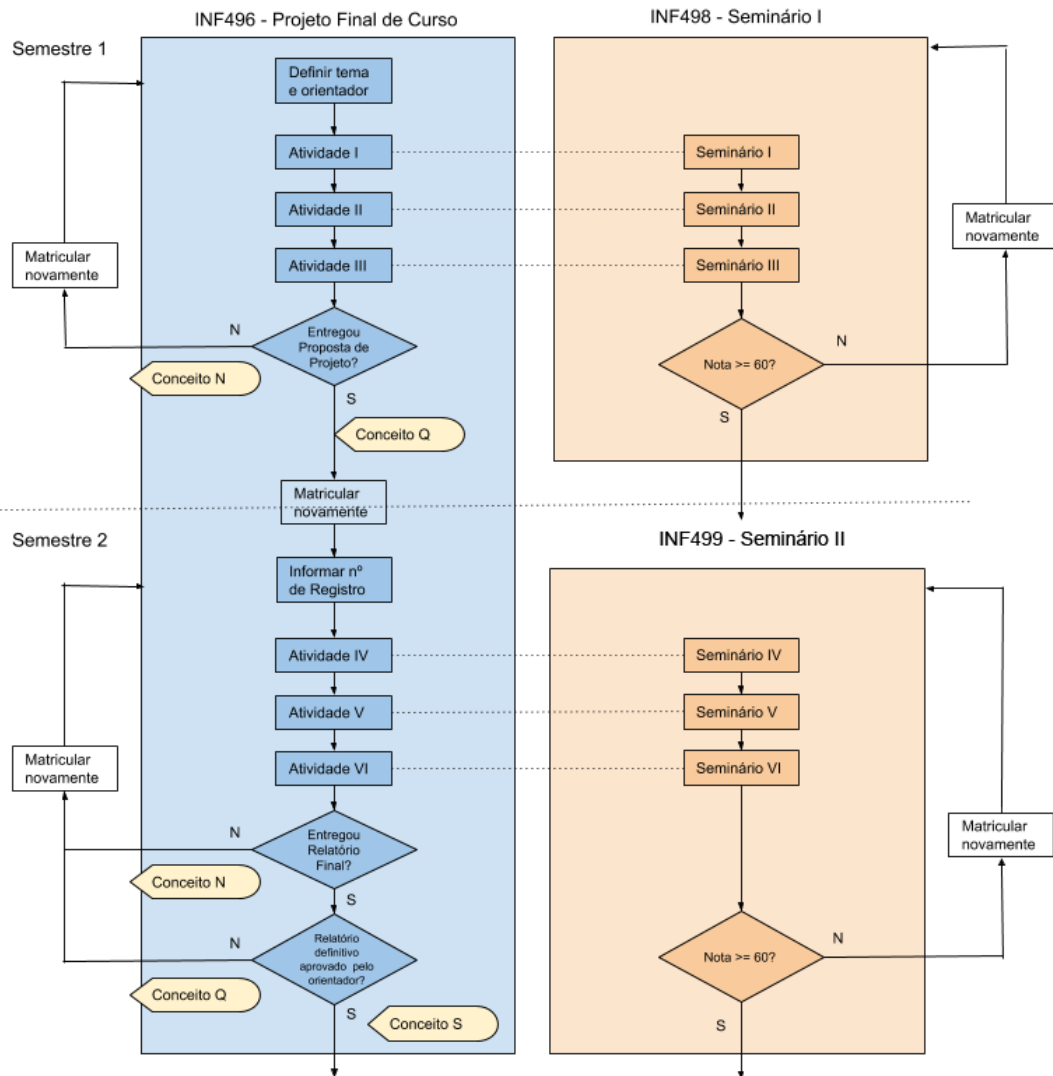 INF496 - Projeto Final de Curso
INF498 - Seminário I
Semestre 1
Definir tema
e orientador
Atividade I
Seminário I
Atividade II
Seminário II
Matricular
novamente
Matricular
novamente
Atividade III
Seminário III
N
Entregou
Proposta de
Projeto?
Conceito N
S
Nota >= 60?
N
S
Conceito Q
Matricular
novamente
Semestre 2
INF499 - Seminário II
Informar nº
de Registro
Atividade IV
Seminário IV
Atividade V
Seminário V
Matricular
novamente
Atividade VI
Seminário VI
Matricular
novamente
N
Entregou
Relatório
Final?
Conceito N
S
N
Relatório
definitivo
aprovado pelo
orientador?
Conceito Q
S
Conceito S
Nota >= 60?
N
S